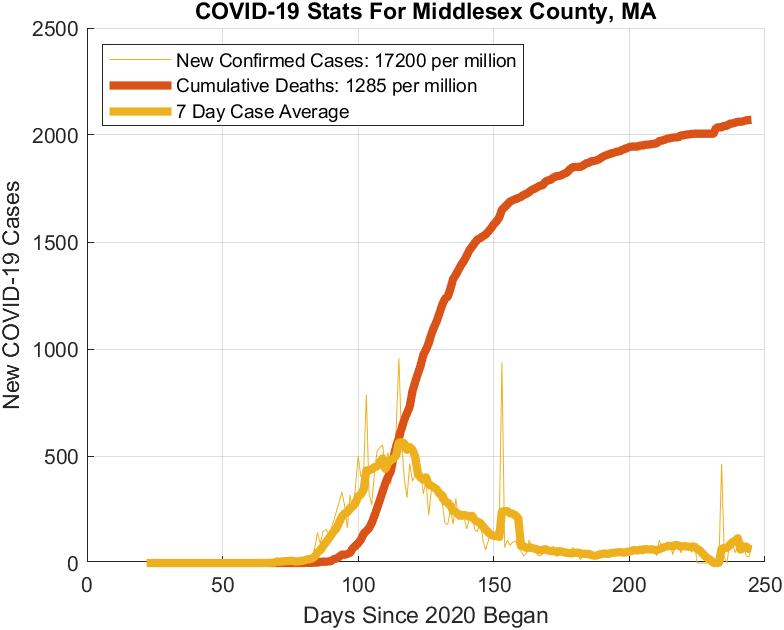 COVID-19 Stats For Middlesex County, MA
2500
New Confirmed Cases: 17200 per million
Cumulative Deaths: 1285 per million
7 Day Case Average
2000
1500
1000
500
0
New COVID-19 Cases
0 50 100 150 200 250
Days Since 2020 Began